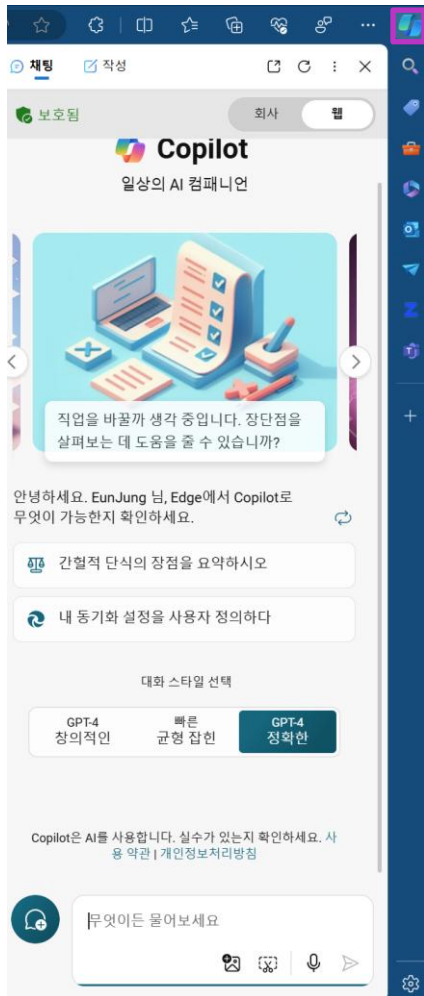 채팅 작성
보호됨 회사 웹
Copilot
일상의 AI 컴패니언
직업을 바꿀까 생각 중입니다. 장단점을
살펴보는 데 도움을 줄 수 있습니까?
안녕하세요. EunJung 님, Edge에서 Copilot로
무엇이 가능한지 확인하세요.
간헐적 단식의 장점을 요약하시오
내 동기화 설정을 사용자 정의하다
대화 스타일 선택
GPT-4 빠른 GPT-4
창의적인 균형 잡힌 정확한
Copilot은 AI를 사용합니다. 실수가 있는지 확인하세요. 사
용 약관 | 개인정보처리방침
무엇이든 물어보세요